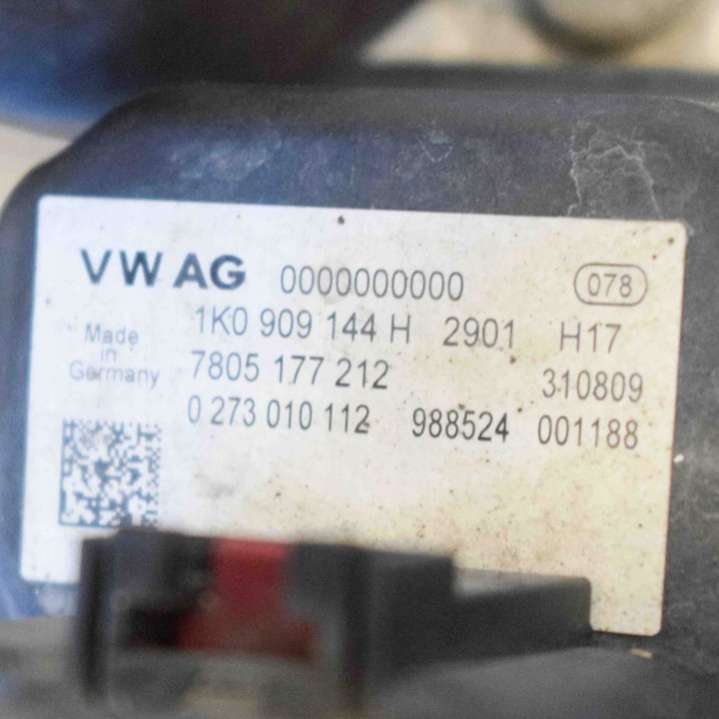 VW AG 0000000000 078
1K0 909 144 H 2901 H17
Made
in
Germany
7805 177 212 310809
0 273 010 112 988524 001188